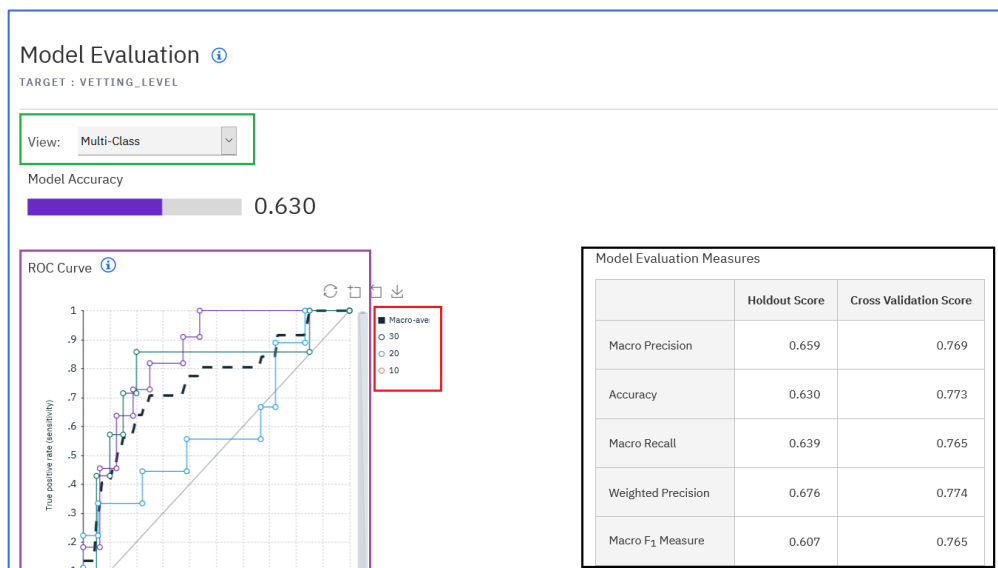 Model Evaluation
TARGET : VETTING_LEVEL
View: Multi-Class
Model Accuracy
0.630
ROC Curve
Macro-ave
30
20
10
1
.9
.8
.7
.6
.5
.4
.3
.2
True positive rate (sensitivity)
Model Evaluation Measures
Holdout Score Cross Validation Score
Macro Precision 0.659 0.769
Accuracy 0.630 0.773
Macro Recall 0.639 0.765
Weighted Precision 0.676 0.774
Macro F1 Measure 0.607 0.765